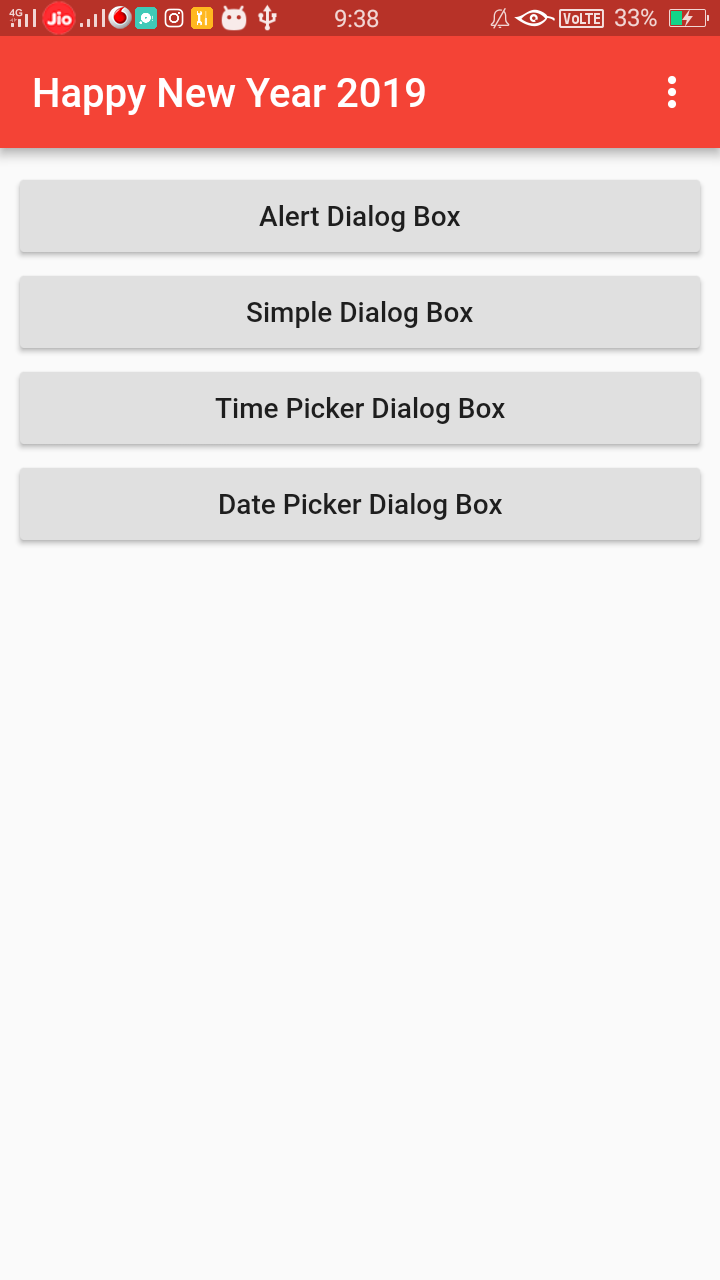 4G Jio 9:38 VoLTE 33%
Happy New Year 2019
Alert Dialog Box
Simple Dialog Box
Time Picker Dialog Box
Date Picker Dialog Box